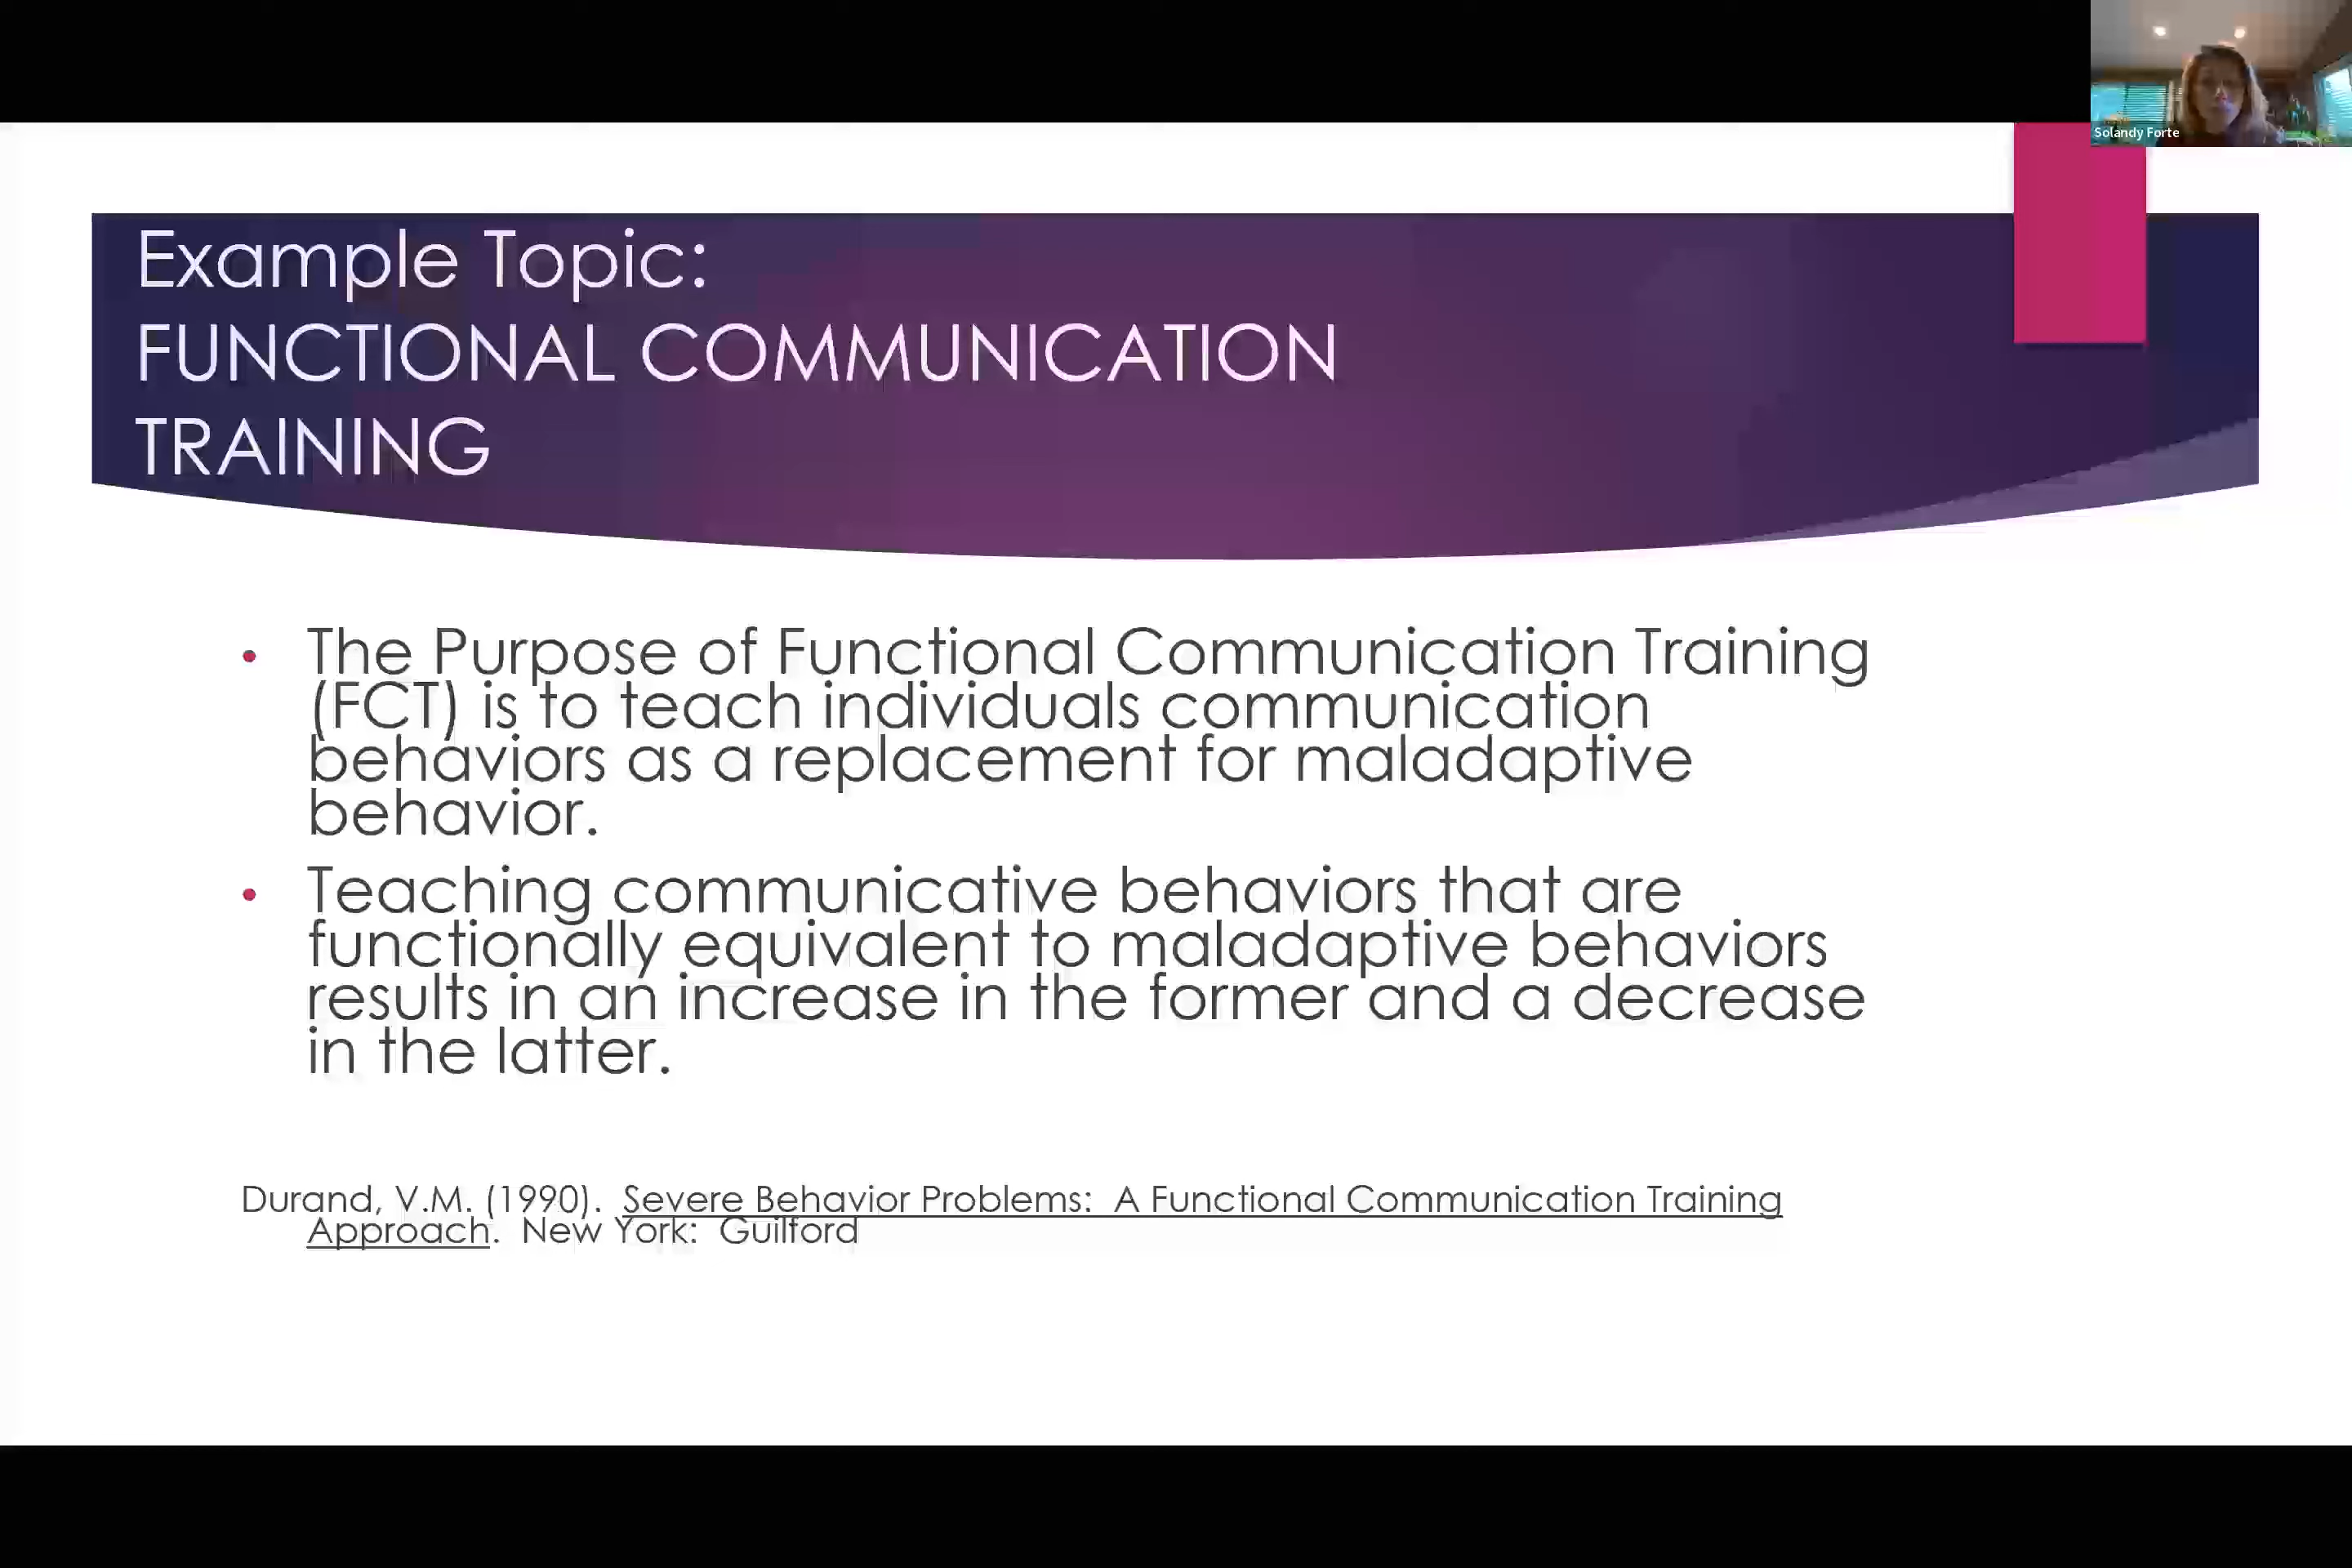 Solandy Forte
Example Topic:
FUNCTIONAL COMMUNICATION
TRAINING
• The Purpose of Functional Communication Training
(FCT) is to teach individuals communication
behaviors as a replacement for maladaptive
behavior.
• Teaching communicative behaviors that are
functionally equivalent to maladaptive behaviors
results in an increase in the former and a decrease
in the latter.
Durand, V.M. (1990).  Severe Behavior Problems:  A Functional Communication Training
Approach.  New York:  Guilford